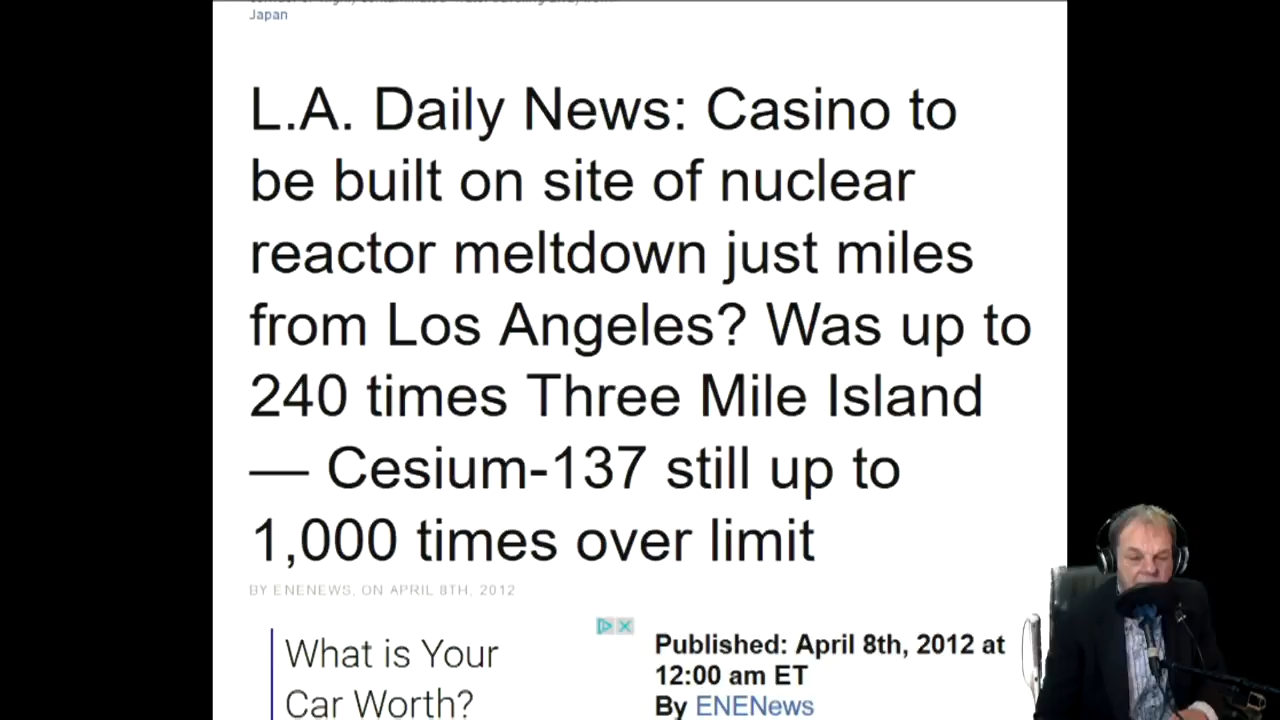 Japan
L.A. Daily News: Casino to
be built on site of nuclear
reactor meltdown just miles
from Los Angeles? Was up to
240 times Three Mile Island
— Cesium-137 still up to
1,000 times over limit
BY ENENEWS, ON APRIL 8TH, 2012
What is Your
Car Worth?
Published: April 8th, 2012 at
12:00 am ET
By ENENews